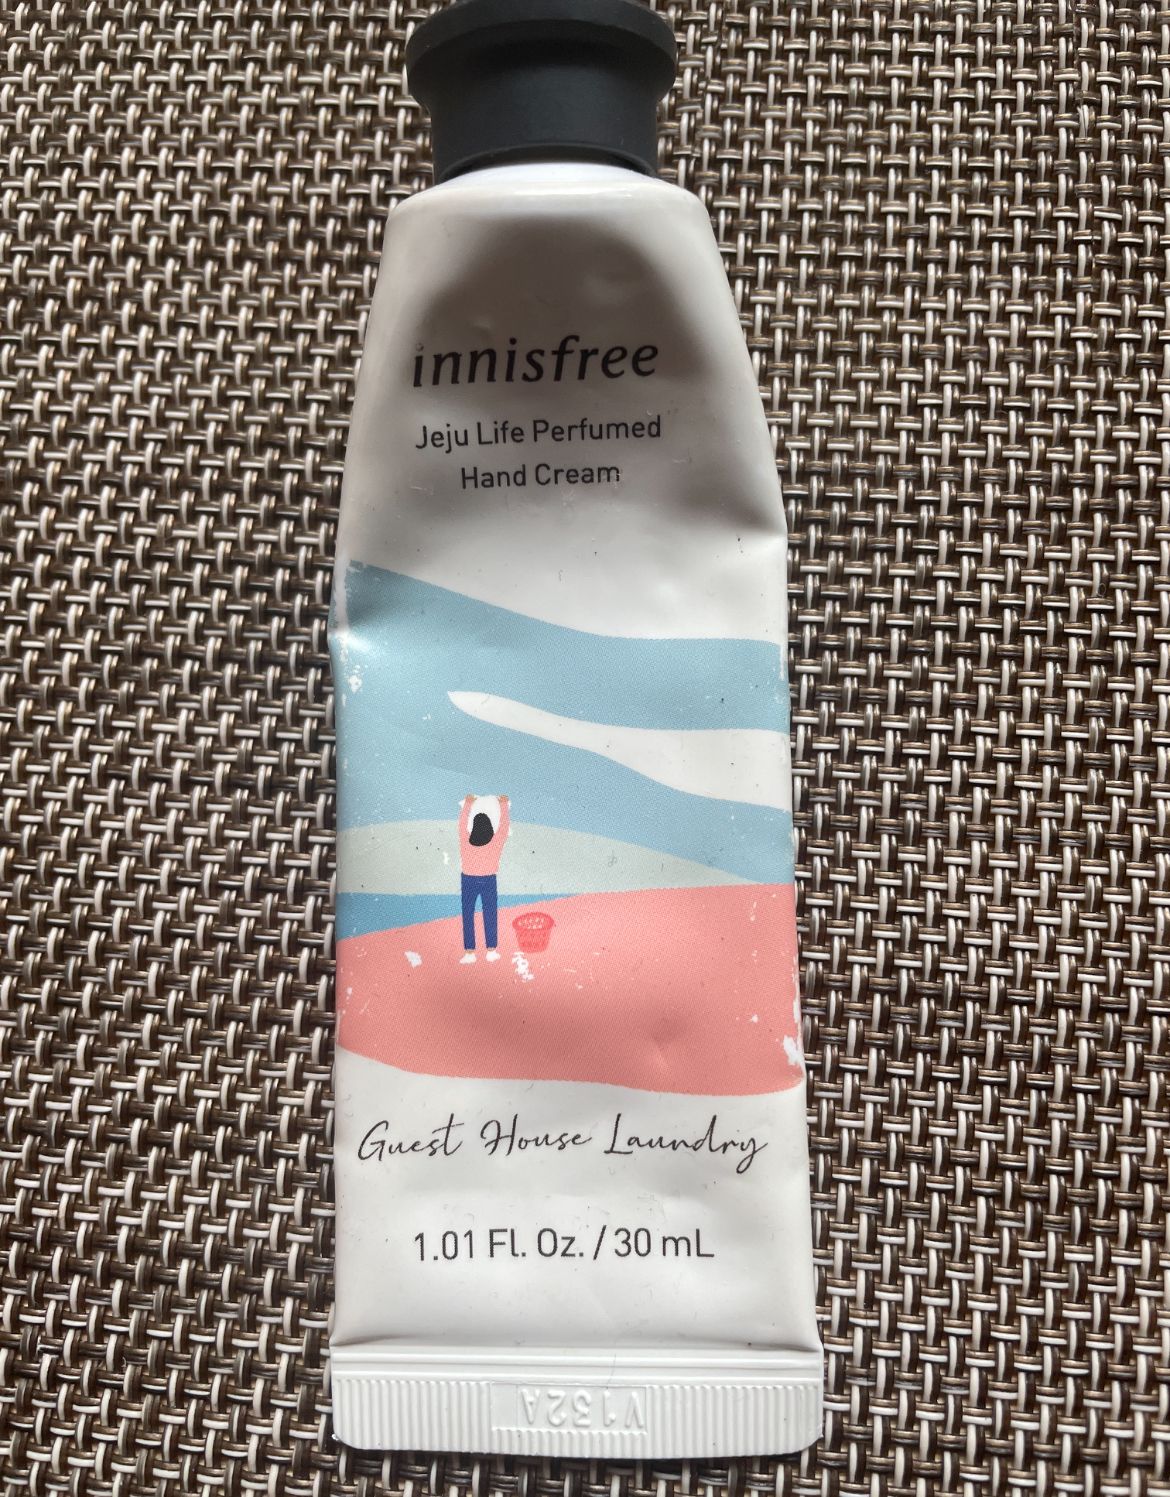 innisfree
Jeju Life Perfumed
Hand Cream
Guest House Laundry
1.01 Fl. Oz. / 30 mL
V132A